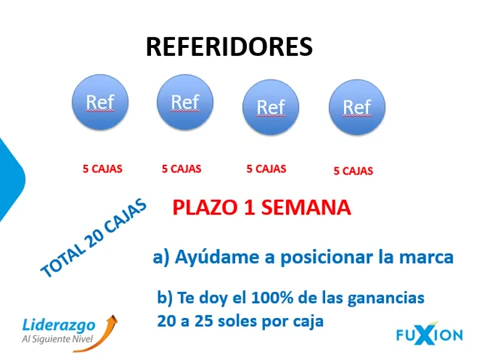 REFERIDORES
Ref Ref Ref Ref
5 CAJAS 5 CAJAS 5 CAJAS 5 CAJAS
TOTAL 20 CAJAS
PLAZO 1 SEMANA
a) Ayúdame a posicionar la marca
b) Te doy el 100% de las ganancias
20 a 25 soles por caja
Liderazgo
Al Siguiente Nivel
FUXION